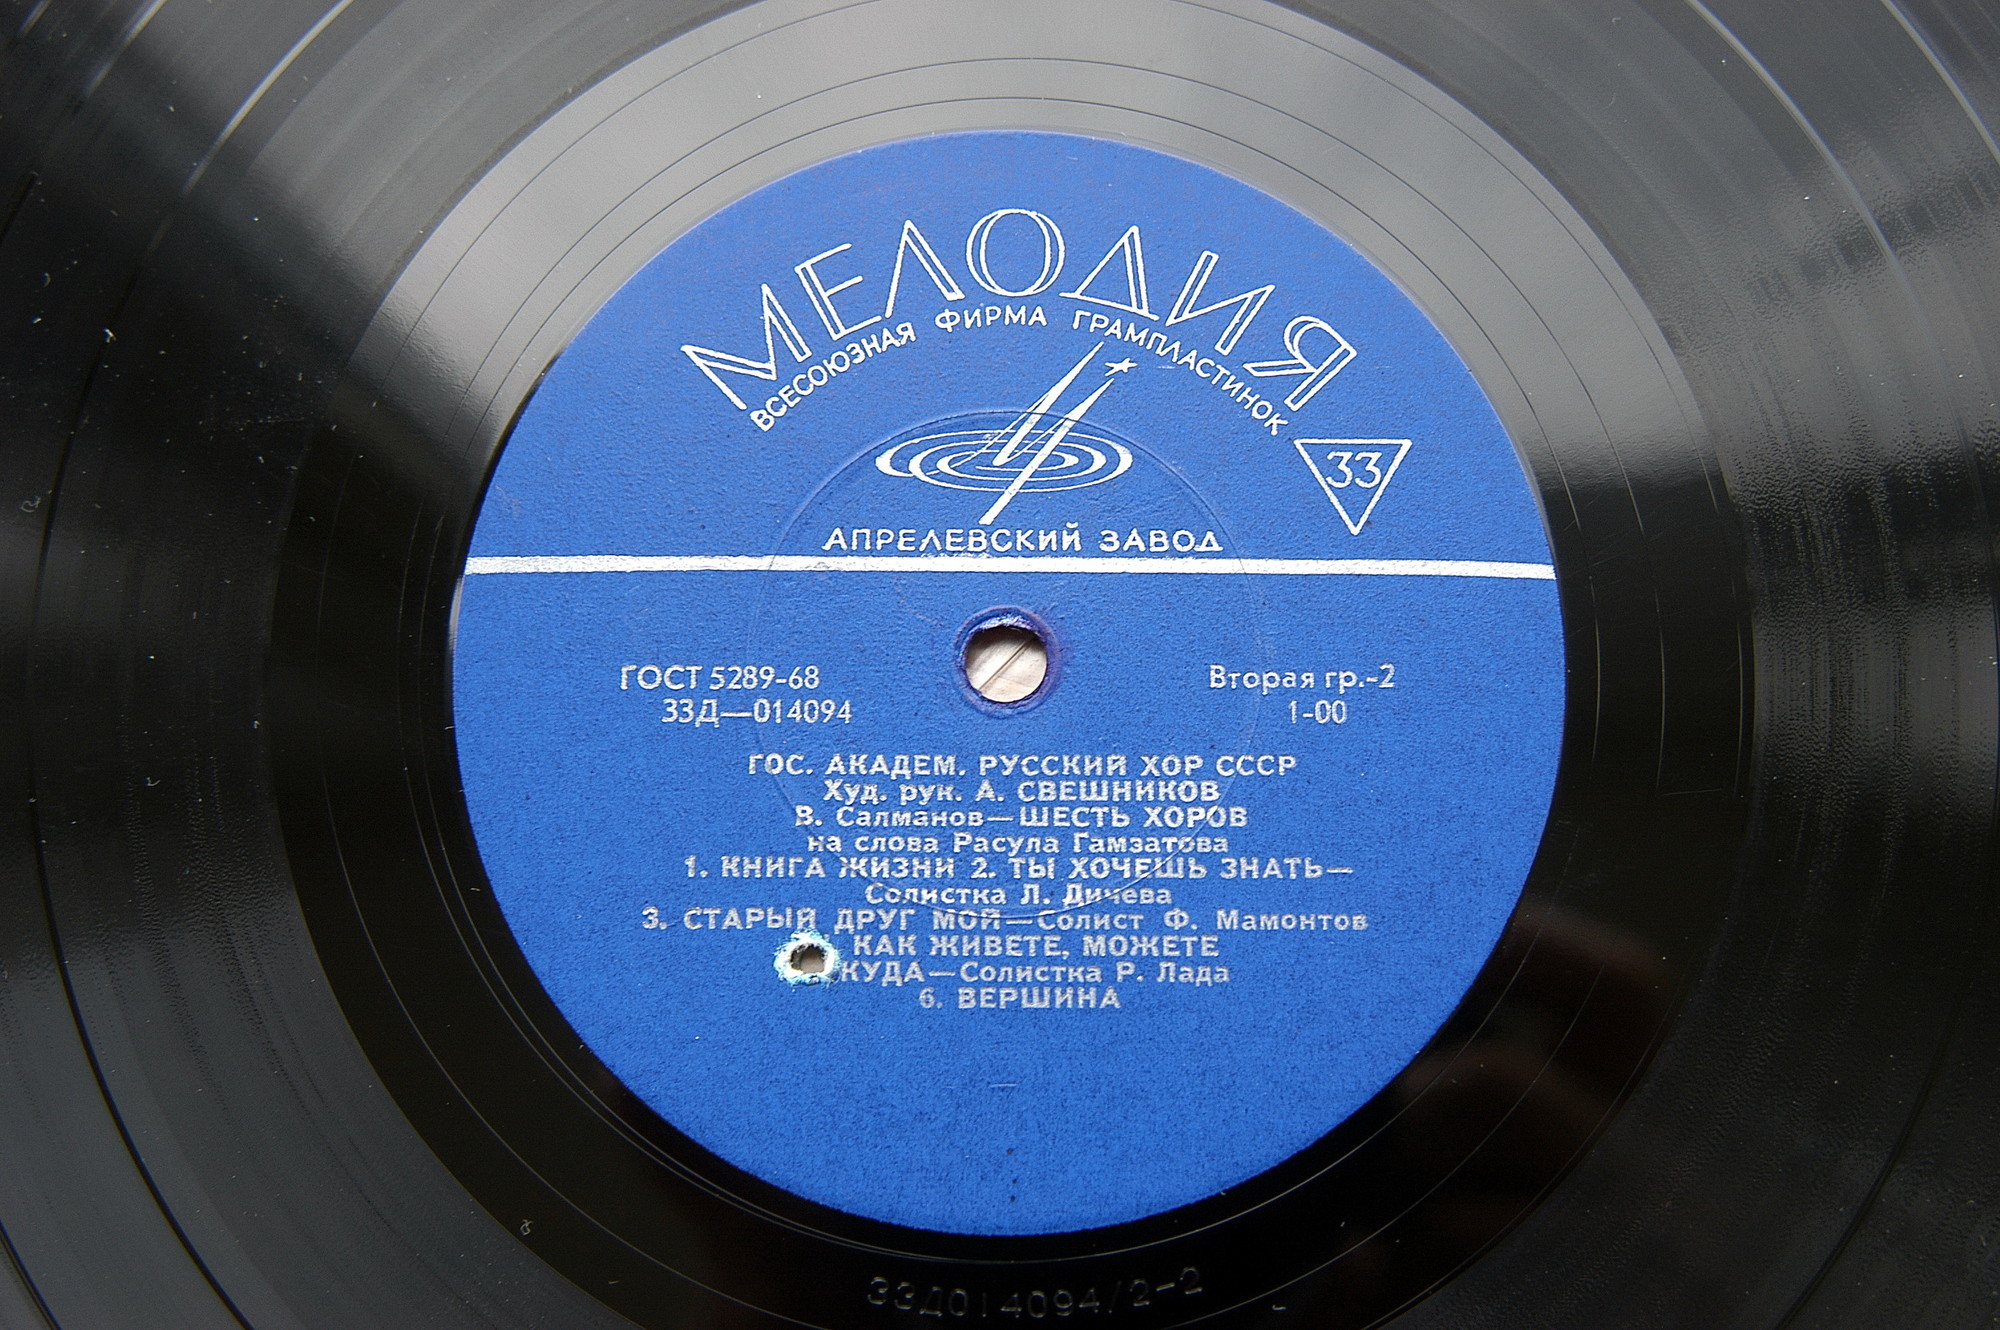 МЕЛОДИЯ
ВСЕСОЮЗНАЯ ФИРМА ГРАМПЛАСТИНОК
33
АПРЕЛЕВСКИЙ ЗАВОД
ГОСТ 5289-68
33Д—014094
Вторая гр.-2
1-00
ГОС. АКАДЕМ. РУССКИЙ ХОР СССР
Худ. рук. А. СВЕШНИКОВ
В. Салманов—ШЕСТЬ ХОРОВ
на слова Расула Гамзатова
1. КНИГА ЖИЗНИ 2. ТЫ ХОЧЕШЬ ЗНАТЬ—
Солистка Л. Дичева
3. СТАРЫЙ ДРУГ МОЙ—Солист Ф. Мамонтов
КАК ЖИВЕТЕ, МОЖЕТЕ
КУДА—Солистка Р. Лада
6. ВЕРШИНА
33Д014094/2-2